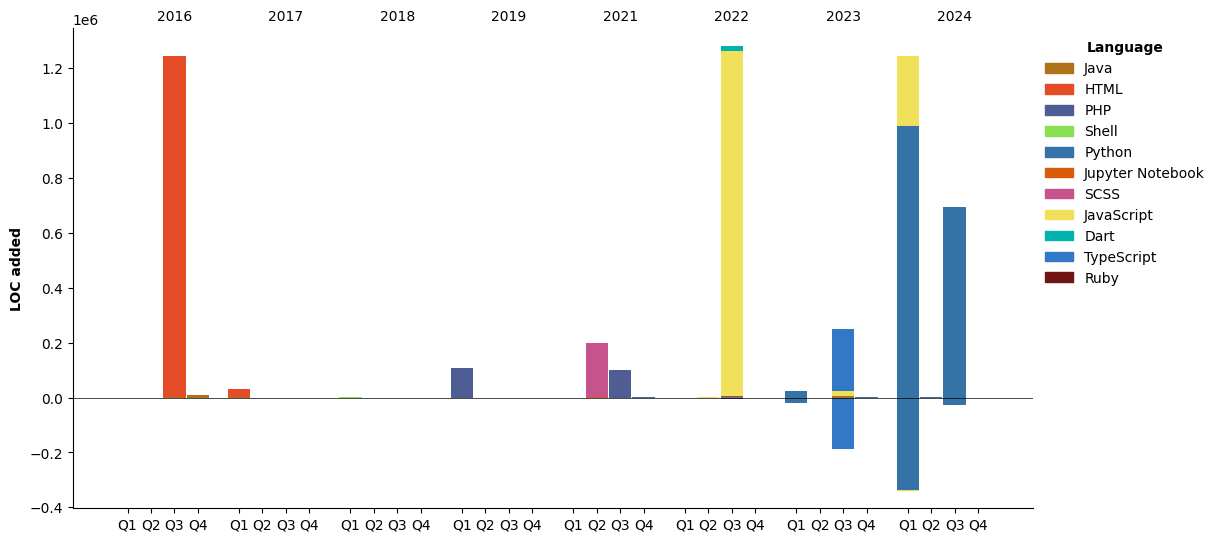 2016 2017 2018 2019 2021 2022 2023 2024
1e6
1.2
1.0
0.8
0.6
0.4
0.2
0.0
−0.2
−0.4
LOC added
Q1 Q2 Q3 Q4 Q1 Q2 Q3 Q4 Q1 Q2 Q3 Q4 Q1 Q2 Q3 Q4 Q1 Q2 Q3 Q4 Q1 Q2 Q3 Q4 Q1 Q2 Q3 Q4 Q1 Q2 Q3 Q4
Language
Java
HTML
PHP
Shell
Python
Jupyter Notebook
SCSS
JavaScript
Dart
TypeScript
Ruby